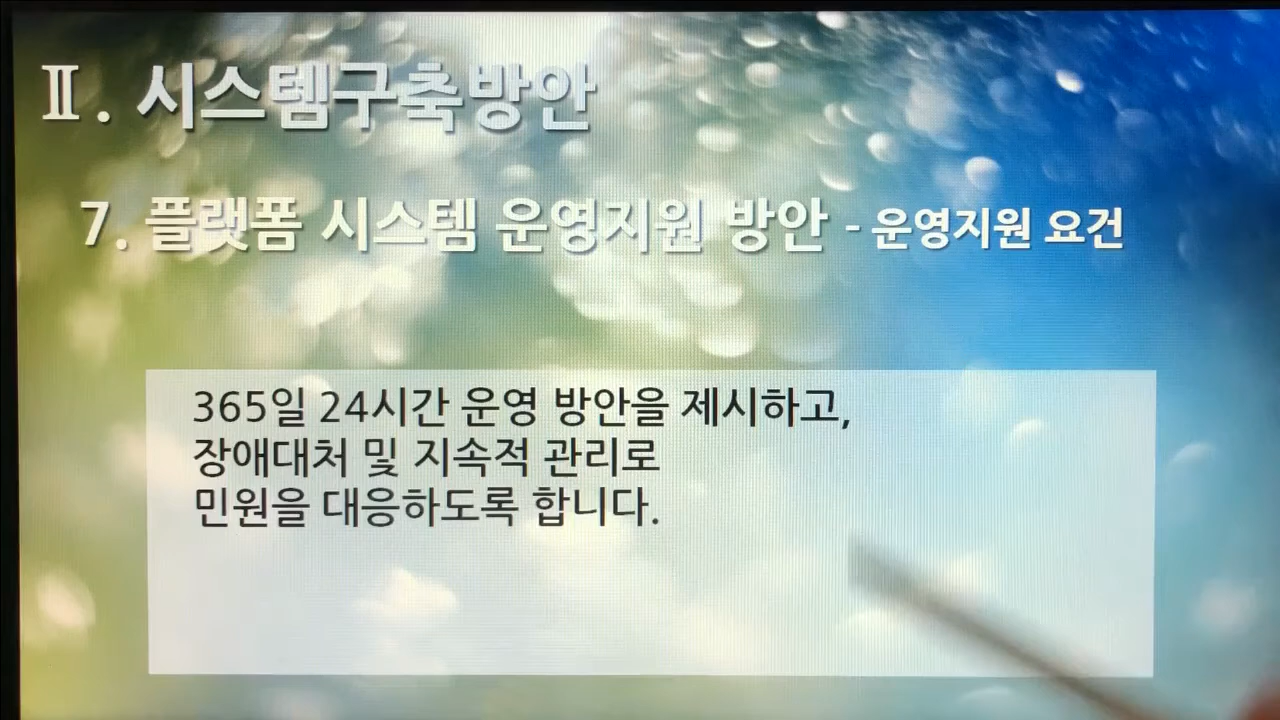 Ⅱ. 시스템구축방안
7. 플랫폼 시스템 운영지원 방안 - 운영지원 요건
365일 24시간 운영 방안을 제시하고,
장애대처 및 지속적 관리로
민원을 대응하도록 합니다.